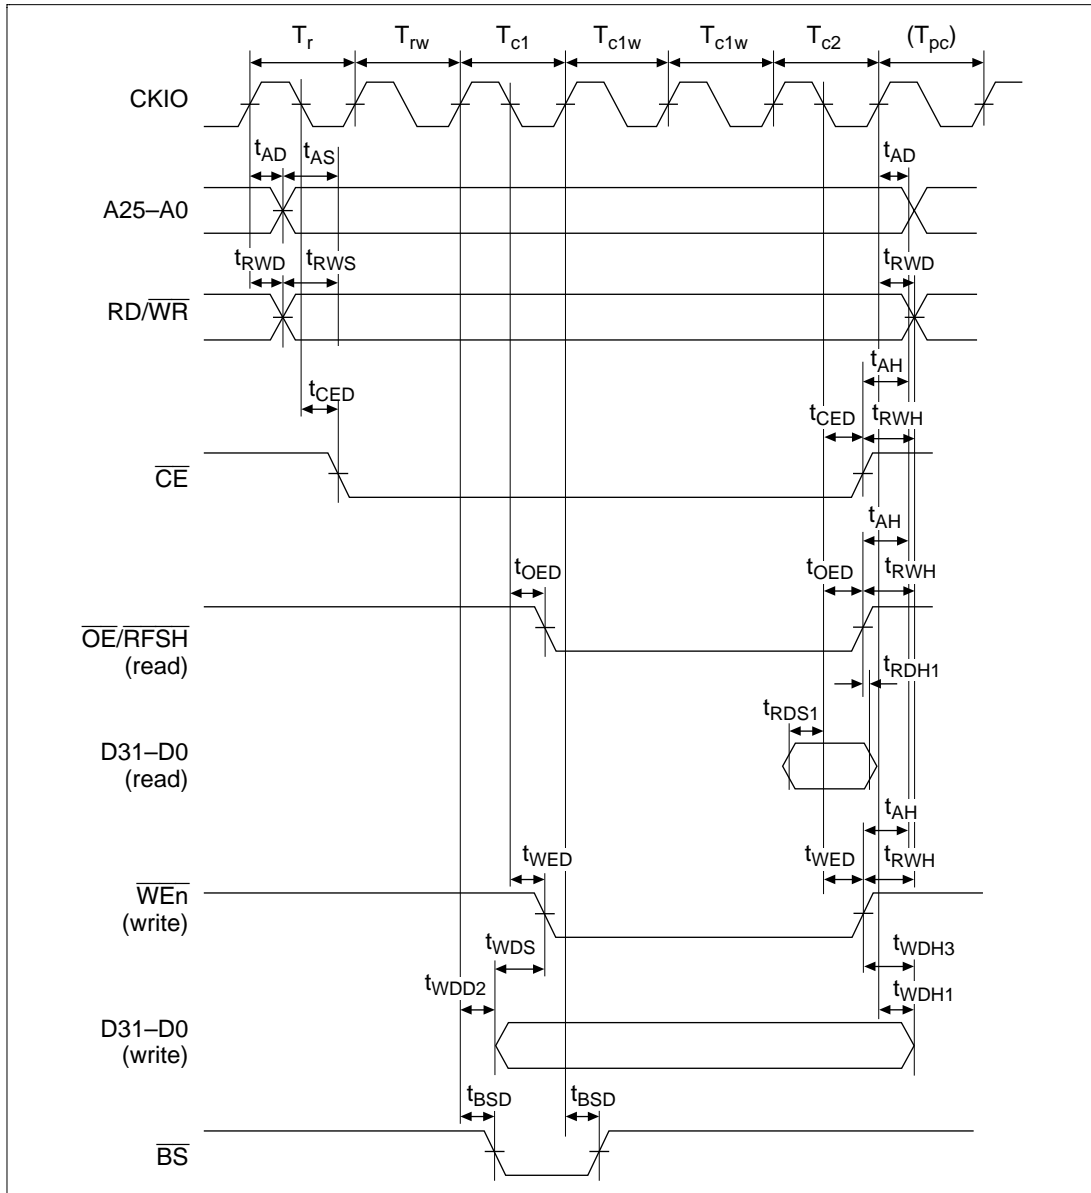 Tr Trw Tc1 Tc1w Tc1w Tc2 (Tpc)
CKIO
tAD tAS tAD
A25–A0
tRWD tRWS tRWD
RD/WR
tAH
tCED tCED tRWH
CE
tAH
tOED tOED tRWH
OE/RFSH
(read)
tRDH1
tRDS1
D31–D0
(read)
tAH
tWED tWED tRWH
WEn
(write)
tWDS tWDH3
tWDD2 tWDH1
D31–D0
(write)
tBSD tBSD
BS